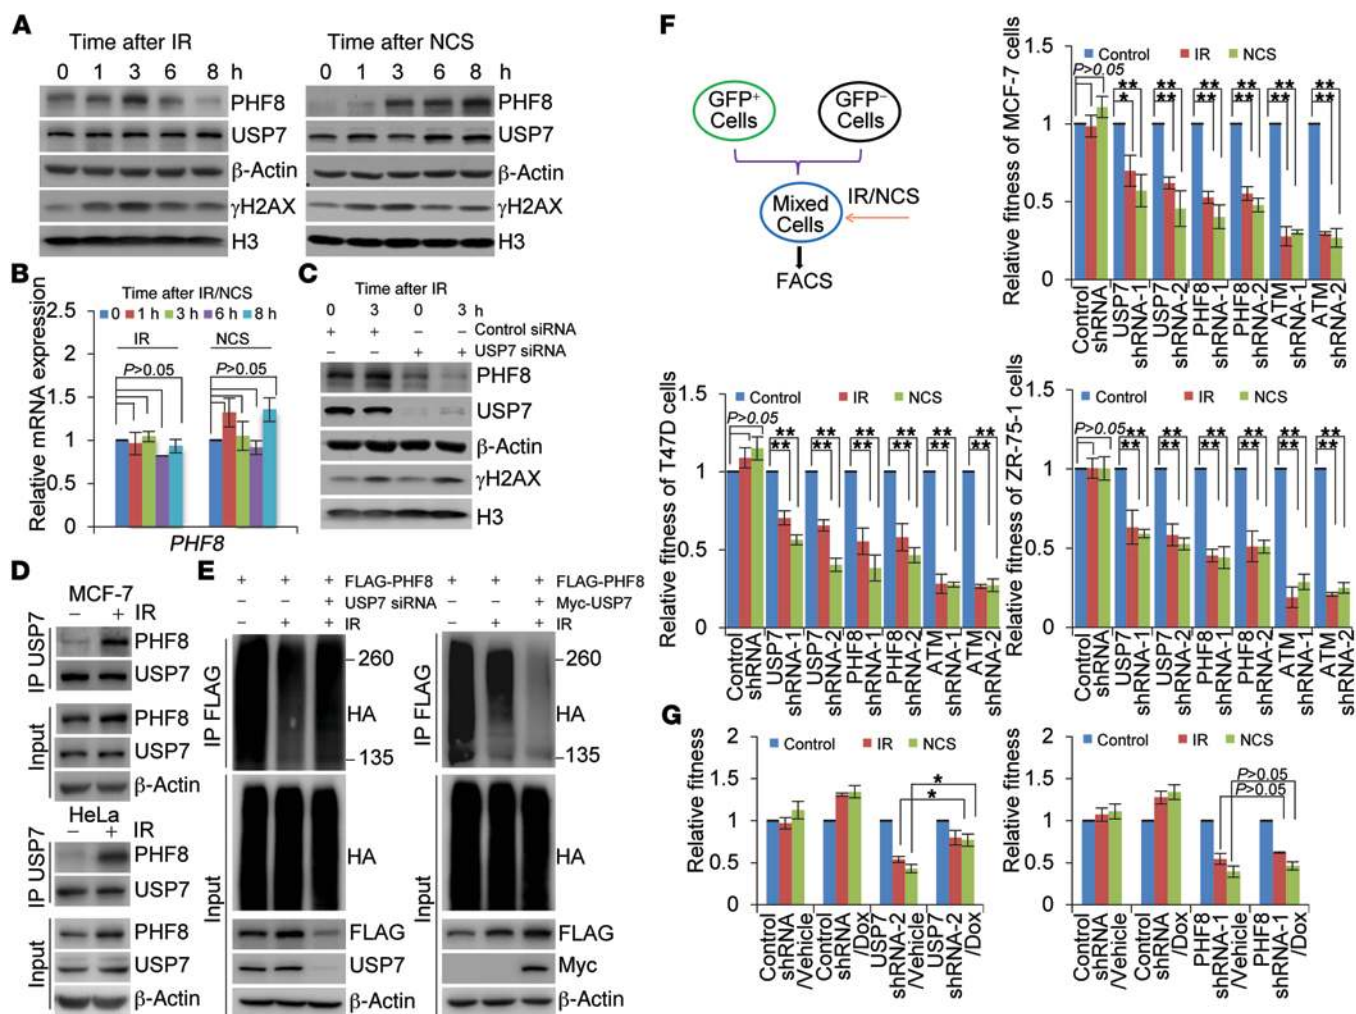 A
Time after IR
0 1 3 6 8 h
PHF8
USP7
β-Actin
γH2AX
H3
Time after NCS
0 1 3 6 8 h
PHF8
USP7
β-Actin
γH2AX
H3
B
Time after IR/NCS
0 1 h 3 h 6 h 8 h
Relative mRNA expression
2.5
2
1.5
1
0.5
0
IR
NCS
P>0.05
P>0.05
PHF8
C
Time after IR
0 3 0 3 h
+ + – – Control siRNA
– – + + USP7 siRNA
PHF8
USP7
β-Actin
γH2AX
H3
D
MCF-7
– + IR
IP USP7
PHF8
USP7
Input
PHF8
USP7
β-Actin
HeLa
– + IR
IP USP7
PHF8
USP7
Input
PHF8
USP7
β-Actin
E
+ + + FLAG-PHF8
– – + USP7 siRNA
– + + IR
IP FLAG
260
HA
135
Input
HA
FLAG
USP7
β-Actin
+ + + FLAG-PHF8
– – + Myc-USP7
– + + IR
IP FLAG
260
HA
135
Input
HA
FLAG
Myc
β-Actin
F
GFP+
Cells
GFP–
Cells
Mixed
Cells
IR/NCS
FACS
Relative fitness of MCF-7 cells
1.5
1
0.5
0
Control IR NCS
P>0.05
** ** ** ** ** **
* ** ** ** ** **
Control
shRNA
USP7
shRNA-1
USP7
shRNA-2
PHF8
shRNA-1
PHF8
shRNA-2
ATM
shRNA-1
ATM
shRNA-2
Relative fitness of T47D cells
1.5
1
0.5
0
Control IR NCS
P>0.05
** ** ** ** ** **
** ** ** ** ** **
Control
shRNA
USP7
shRNA-1
USP7
shRNA-2
PHF8
shRNA-1
PHF8
shRNA-2
ATM
shRNA-1
ATM
shRNA-2
Relative fitness of ZR-75-1 cells
1.5
1
0.5
0
Control IR NCS
P>0.05
** ** ** ** ** **
** ** ** ** ** **
Control
shRNA
USP7
shRNA-1
USP7
shRNA-2
PHF8
shRNA-1
PHF8
shRNA-2
ATM
shRNA-1
ATM
shRNA-2
G
Relative fitness
2
1.5
1
0.5
0
Control IR NCS
*
*
Control
shRNA
/Vehicle
Control
shRNA
/Dox
USP7
shRNA-2
/Vehicle
USP7
shRNA-2
/Dox
Relative fitness
2
1.5
1
0.5
0
Control IR NCS
P>0.05
P>0.05
Control
shRNA
/Vehicle
Control
shRNA
/Dox
PHF8
shRNA-1
/Vehicle
PHF8
shRNA-1
/Dox